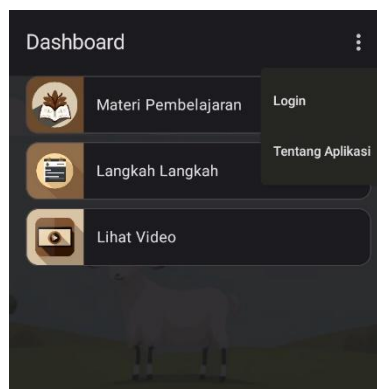 Dashboard
Materi Pembelajaran
Login
Tentang Aplikasi
Langkah Langkah
Lihat Video